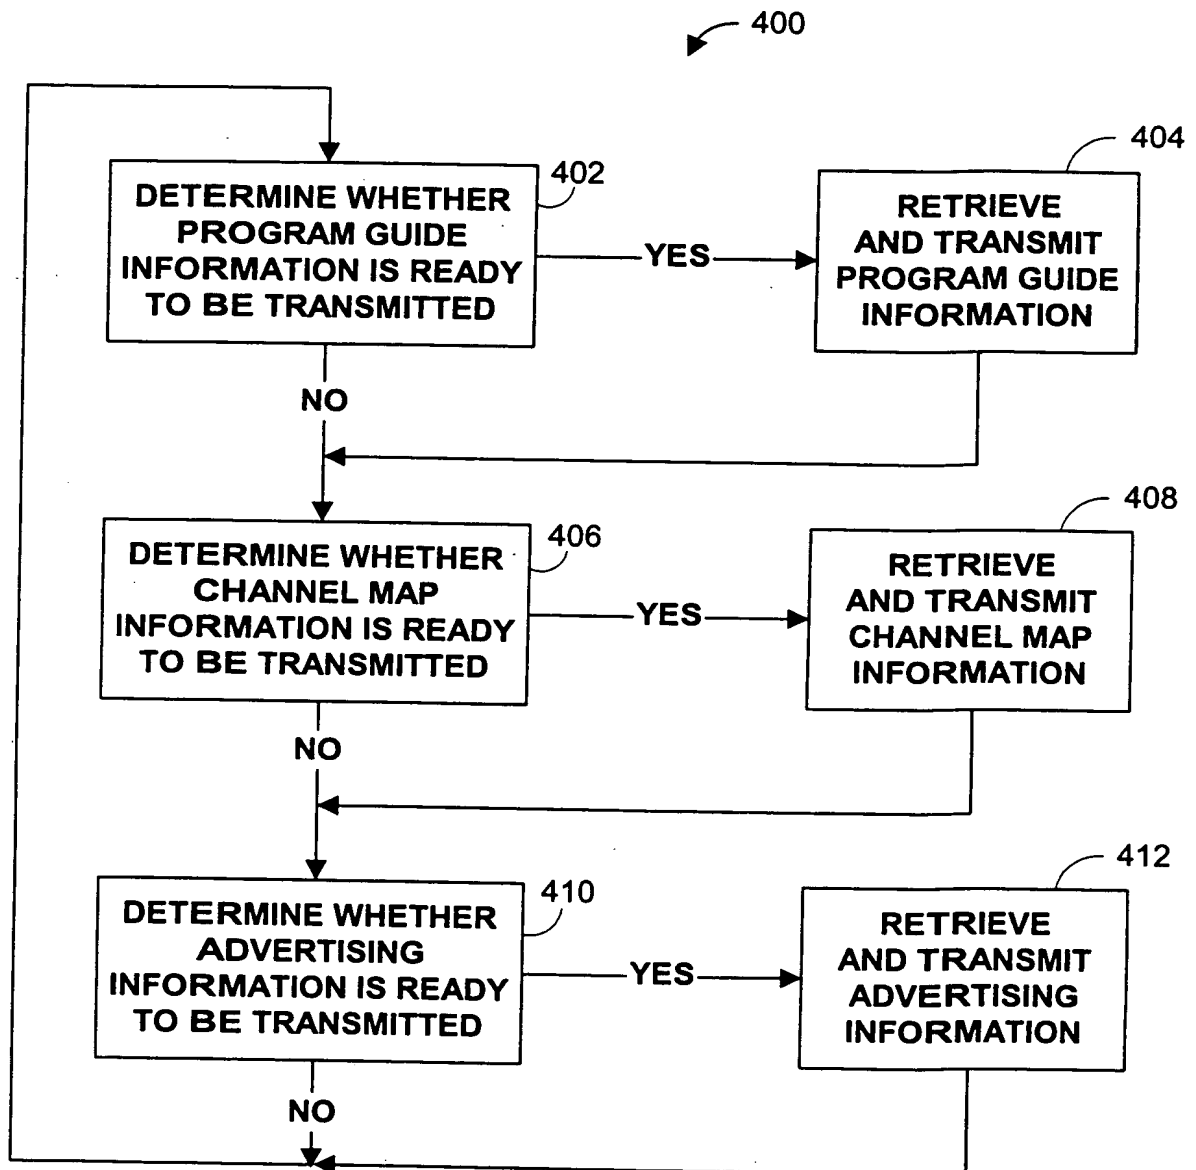 400
402
DETERMINE WHETHER
PROGRAM GUIDE
INFORMATION IS READY
TO BE TRANSMITTED
YES
404
RETRIEVE
AND TRANSMIT
PROGRAM GUIDE
INFORMATION
NO
406
DETERMINE WHETHER
CHANNEL MAP
INFORMATION IS READY
TO BE TRANSMITTED
YES
408
RETRIEVE
AND TRANSMIT
CHANNEL MAP
INFORMATION
NO
410
DETERMINE WHETHER
ADVERTISING
INFORMATION IS READY
TO BE TRANSMITTED
YES
412
RETRIEVE
AND TRANSMIT
ADVERTISING
INFORMATION
NO